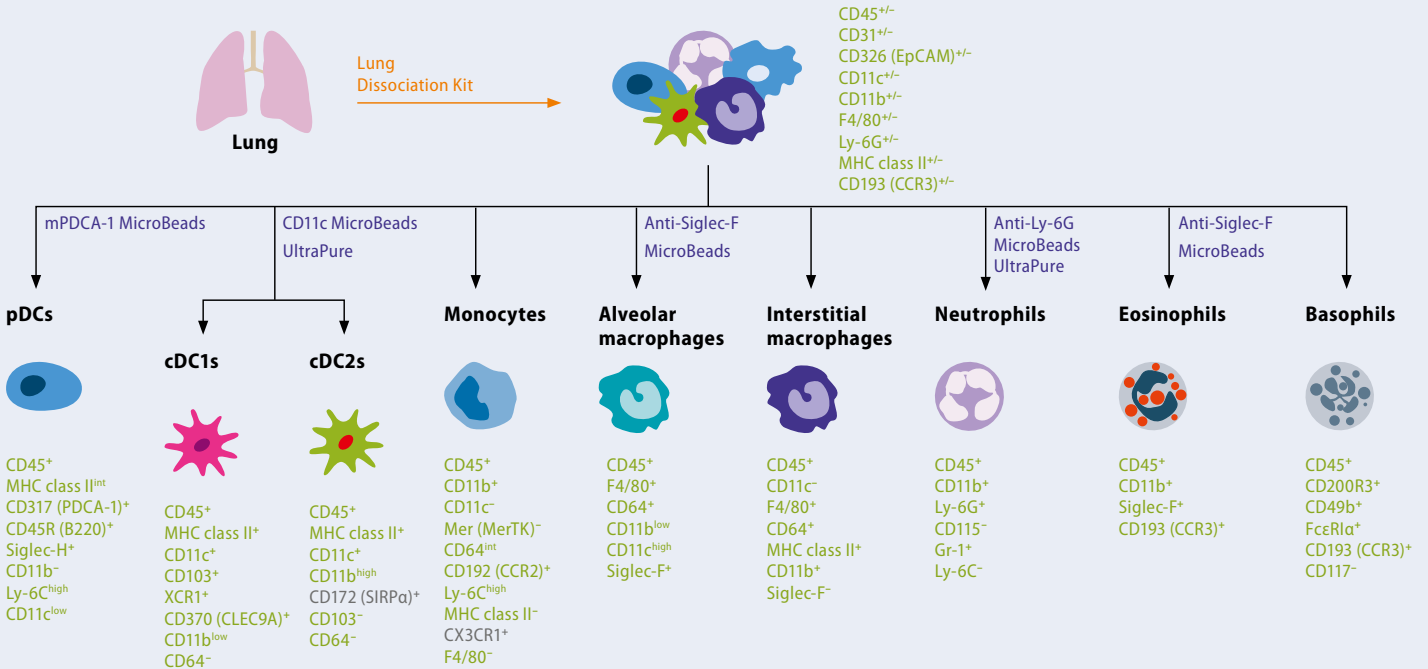 Lung
Lung
Dissociation Kit
CD45⁺/⁻
CD31⁺/⁻
CD326 (EpCAM)⁺/⁻
CD11c⁺/⁻
CD11b⁺/⁻
F4/80⁺/⁻
Ly-6G⁺/⁻
MHC class II⁺/⁻
CD193 (CCR3)⁺/⁻
mPDCA-1 MicroBeads
CD11c MicroBeads
UltraPure
Anti-Siglec-F
MicroBeads
Anti-Ly-6G
MicroBeads
UltraPure
Anti-Siglec-F
MicroBeads
pDCs
CD45⁺
MHC class IIⁱⁿᵗ
CD317 (PDCA-1)⁺
CD45R (B220)⁺
Siglec-H⁺
CD11b⁻
Ly-6Cʰⁱᵍʰ
CD11cˡᵒʷ
cDC1s
CD45⁺
MHC class II⁺
CD11c⁺
CD103⁺
XCR1⁺
CD370 (CLEC9A)⁺
CD11bˡᵒʷ
CD64⁻
cDC2s
CD45⁺
MHC class II⁺
CD11c⁺
CD11bʰⁱᵍʰ
CD172 (SIRPα)⁺
CD103⁻
CD64⁻
Monocytes
CD45⁺
CD11b⁺
CD11c⁻
Mer (MerTK)⁻
CD64ⁱⁿᵗ
CD192 (CCR2)⁺
Ly-6Cʰⁱᵍʰ
MHC class II⁻
CX3CR1⁺
F4/80⁻
Alveolar
macrophages
CD45⁺
F4/80⁺
CD64⁺
CD11bˡᵒʷ
CD11cʰⁱᵍʰ
Siglec-F⁺
Interstitial
macrophages
CD45⁺
CD11c⁻
F4/80⁺
CD64⁺
MHC class II⁺
CD11b⁺
Siglec-F⁻
Neutrophils
CD45⁺
CD11b⁺
Ly-6G⁺
CD115⁻
Gr-1⁺
Ly-6C⁻
Eosinophils
CD45⁺
CD11b⁺
Siglec-F⁺
CD193 (CCR3)⁺
Basophils
CD45⁺
CD200R3⁺
CD49b⁺
FcεRIα⁺
CD193 (CCR3)⁺
CD117⁻